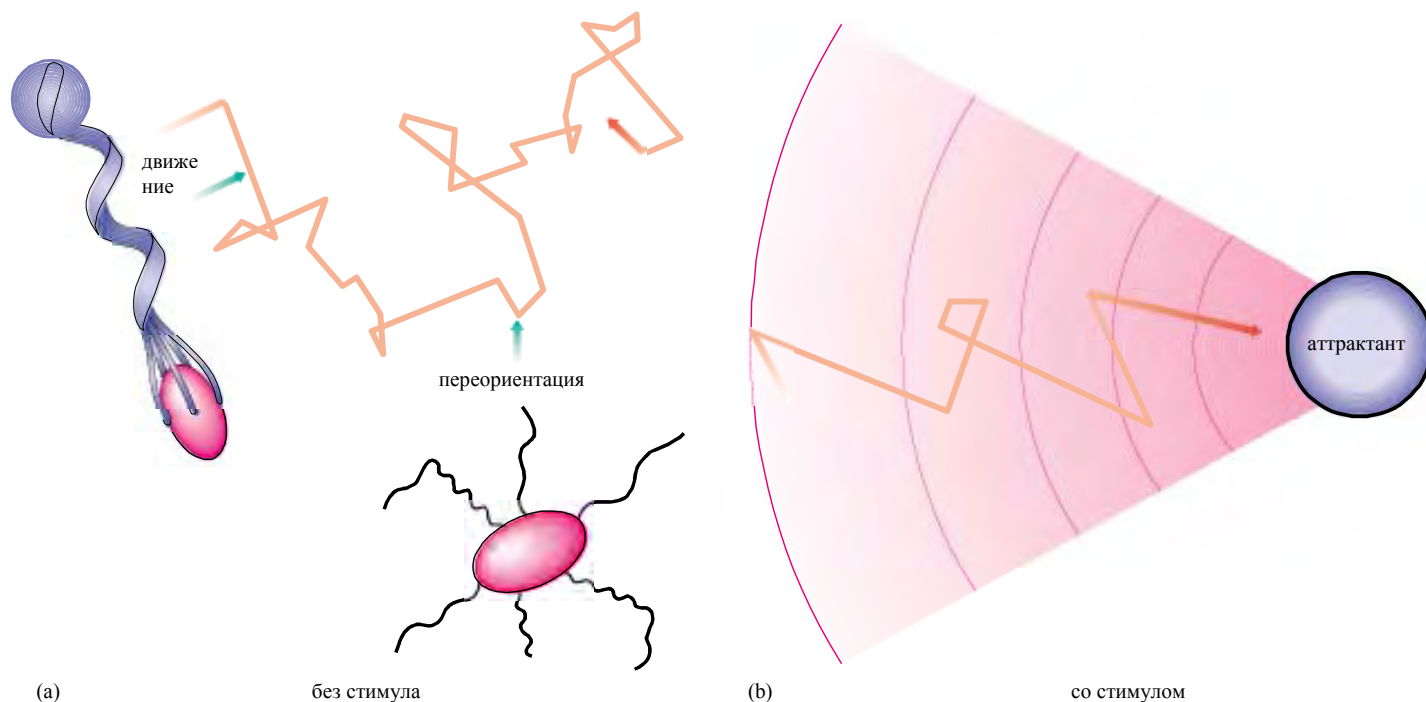 движе
ние
переориентация
аттрактант
(a)
без стимула
(b)
со стимулом